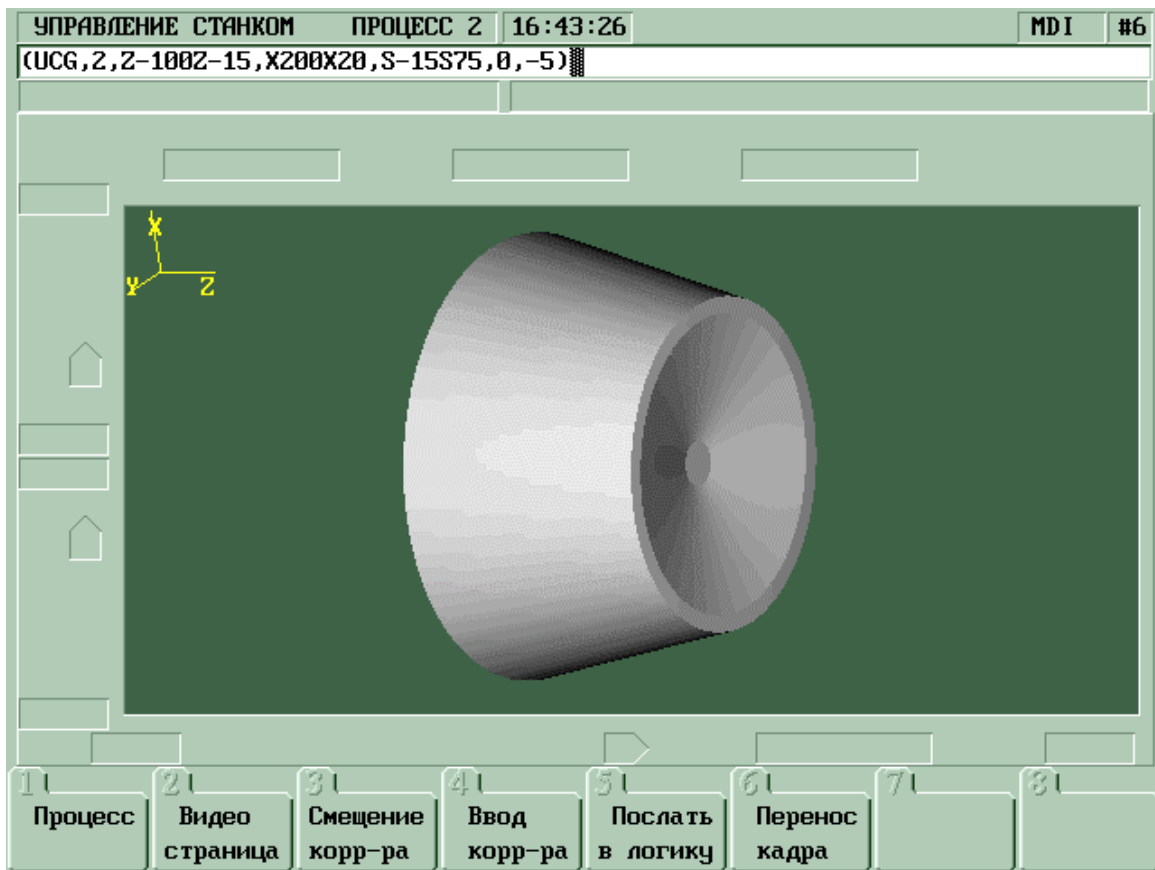 УПРАВЛЕНИЕ СТАНКОМ ПРОЦЕСС 2 16:43:26 MDI #6
(UCG,2,Z-100Z-15,X200X20,S-15S75,0,-5)
X
Y Z
1 2 3 4 5 6 7 8
Процесс Видео Смещение Ввод Послать Перенос
страница корр-ра корр-ра в логику кадра